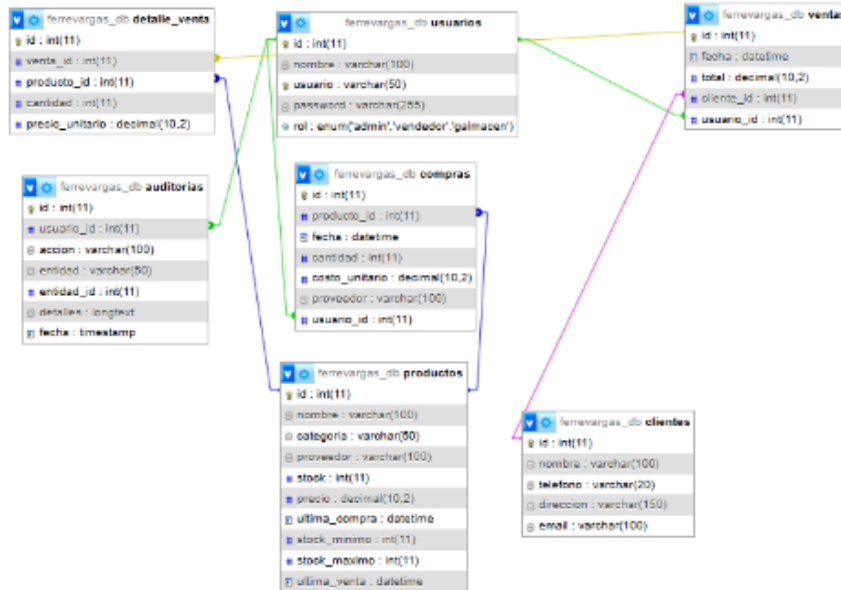 ferrevargas_db detalle_venta
id : int(11)
venta_id : int(11)
producto_id : int(11)
cantidad : int(11)
precio_unitario : decimal(10,2)
ferrevargas_db usuarios
id : int(11)
nombre : varchar(100)
usuario : varchar(50)
password : varchar(255)
rol : enum('admin','vendedor','galmacen')
ferrevargas_db ventas
id : int(11)
fecha : datetime
total : decimal(10,2)
cliente_id : int(11)
usuario_id : int(11)
ferrevargas_db auditorias
id : int(11)
usuario_id : int(11)
accion : varchar(100)
entidad : varchar(50)
entidad_id : int(11)
detalles : longtext
fecha : timestamp
ferrevargas_db compras
id : int(11)
producto_id : int(11)
fecha : datetime
cantidad : int(11)
costo_unitario : decimal(10,2)
proveedor : varchar(100)
usuario_id : int(11)
ferrevargas_db productos
id : int(11)
nombre : varchar(100)
categoria : varchar(50)
proveedor : varchar(100)
stock : int(11)
precio : decimal(10,2)
ultima_compra : datetime
stock_minimo : int(11)
stock_maximo : int(11)
ultima_venta : datetime
ferrevargas_db clientes
id : int(11)
nombre : varchar(100)
telefono : varchar(20)
direccion : varchar(150)
email : varchar(100)